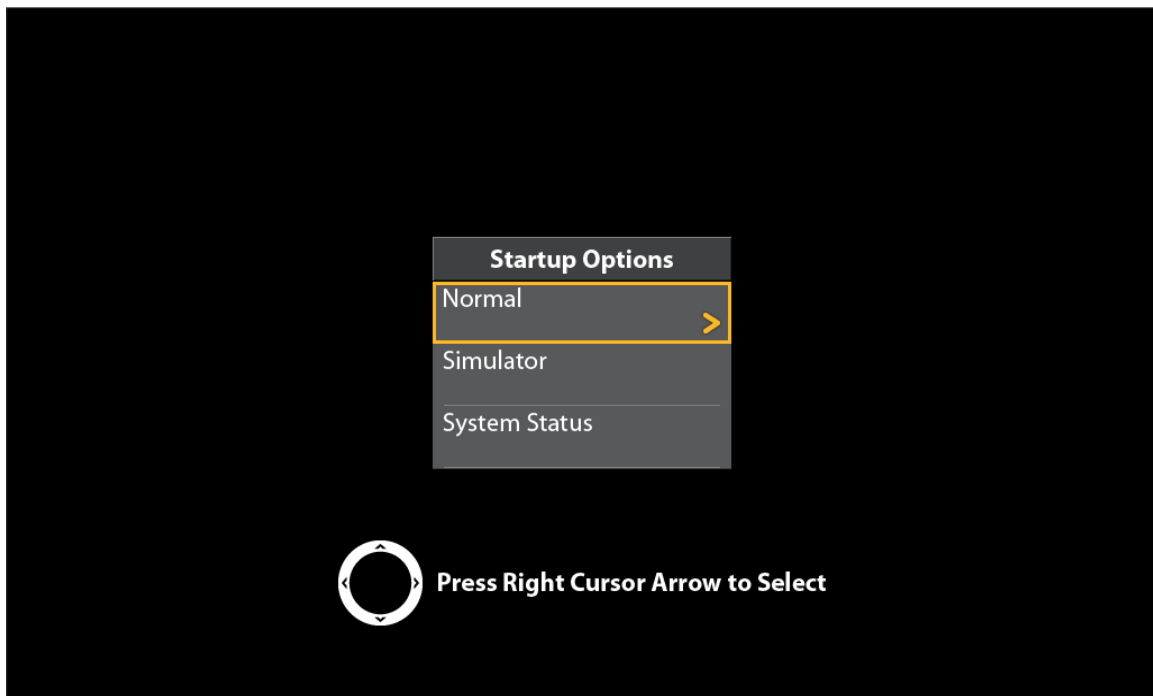 Startup Options
Normal
Simulator
System Status
Press Right Cursor Arrow to Select